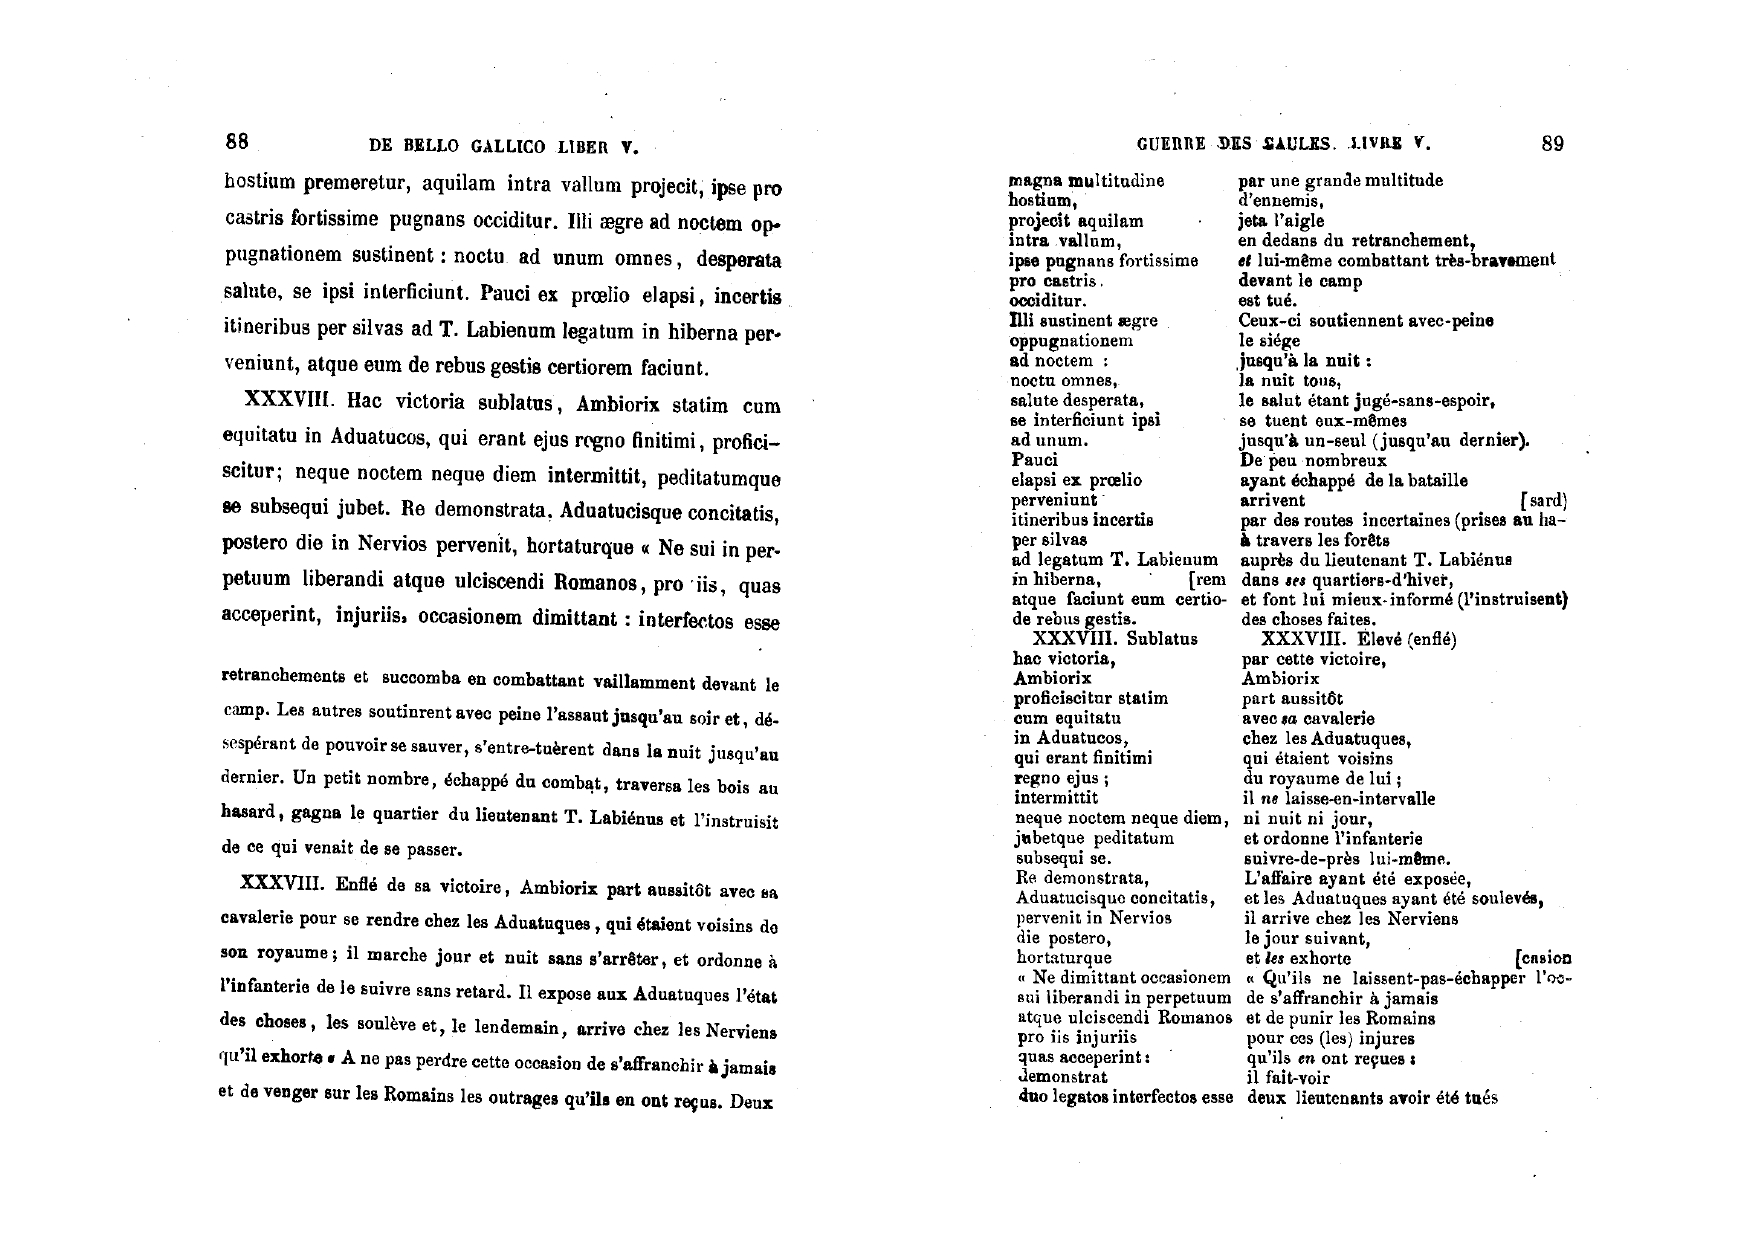 88
DE BELLO GALLICO LIBER V.
hostium premeretur, aquilam intra vallum projecit, ipse pro
castris fortissime pugnans occiditur. Illi ægre ad noctem op-
pugnationem sustinent : noctu ad unum omnes, desperata
salute, se ipsi interficiunt. Pauci ex prœlio elapsi, incertis
itineribus per silvas ad T. Labienum legatum in hiberna per-
veniunt, atque eum de rebus gestis certiorem faciunt.
XXXVIII. Hac victoria sublatus, Ambiorix statim cum
equitatu in Aduatucos, qui erant ejus regno finitimi, profici-
scitur; neque noctem neque diem intermittit, peditatumque
se subsequi jubet. Re demonstrata, Aduatucisque concitatis,
postero die in Nervios pervenit, hortaturque « Ne sui in per-
petuum liberandi atque ulciscendi Romanos, pro iis, quas
acceperint, injuriis, occasionem dimittant : interfectos esse
retranchements et succomba en combattant vaillamment devant le
camp. Les autres soutinrent avec peine l'assaut jusqu'au soir et, dé-
sespérant de pouvoir se sauver, s'entre-tuèrent dans la nuit jusqu'au
dernier. Un petit nombre, échappé du combat, traversa les bois au
hasard, gagna le quartier du lieutenant T. Labiénus et l'instruisit
de ce qui venait de se passer.
XXXVIII. Enflé de sa victoire, Ambiorix part aussitôt avec sa
cavalerie pour se rendre chez les Aduatuques, qui étaient voisins de
son royaume; il marche jour et nuit sans s'arrêter, et ordonne à
l'infanterie de le suivre sans retard. Il expose aux Aduatuques l'état
des choses, les soulève et, le lendemain, arrive chez les Nerviens
qu'il exhorte « A ne pas perdre cette occasion de s'affranchir à jamais
et de venger sur les Romains les outrages qu'ils en ont reçus. Deux
GUERRE DES GAULES. LIVRE V.
89
magna multitudine par une grande multitude
hostium, d'ennemis,
projecit aquilam jeta l'aigle
intra vallum, en dedans du retranchement,
ipse pugnans fortissime et lui-même combattant très-bravement
pro castris. devant le camp
occiditur. est tué.
Illi sustinent ægre Ceux-ci soutiennent avec-peine
oppugnationem le siége
ad noctem : jusqu'à la nuit :
noctu omnes, la nuit tous,
salute desperata, le salut étant jugé-sans-espoir,
se interficiunt ipsi se tuent eux-mêmes
ad unum. jusqu'à un-seul (jusqu'au dernier).
Pauci De peu nombreux
elapsi ex prœlio ayant échappé de la bataille
perveniunt arrivent [sard)
itineribus incertis par des routes incertaines (prises au ha-
per silvas à travers les forêts
ad legatum T. Labienum auprès du lieutenant T. Labiénus
in hiberna, [rem dans ses quartiers-d'hiver,
atque faciunt eum certio- et font lui mieux-informé (l'instruisent)
de rebus gestis. des choses faites.
XXXVIII. Sublatus XXXVIII. Élevé (enflé)
hac victoria, par cette victoire,
Ambiorix Ambiorix
proficiscitur statim part aussitôt
cum equitatu avec sa cavalerie
in Aduatucos, chez les Aduatuques,
qui erant finitimi qui étaient voisins
regno ejus ; du royaume de lui ;
intermittit il ne laisse-en-intervalle
neque noctem neque diem, ni nuit ni jour,
jubetque peditatum et ordonne l'infanterie
subsequi se. suivre-de-près lui-même.
Re demonstrata, L'affaire ayant été exposée,
Aduatucisque concitatis, et les Aduatuques ayant été soulevés,
pervenit in Nervios il arrive chez les Nerviens
die postero, le jour suivant,
hortaturque et les exhorte [casion
« Ne dimittant occasionem « Qu'ils ne laissent-pas-échapper l'oc-
sui liberandi in perpetuum de s'affranchir à jamais
atque ulciscendi Romanos et de punir les Romains
pro iis injuriis pour ces (les) injures
quas acceperint : qu'ils en ont reçues :
demonstrat il fait-voir
duo legatos interfectos esse deux lieutenants avoir été tués